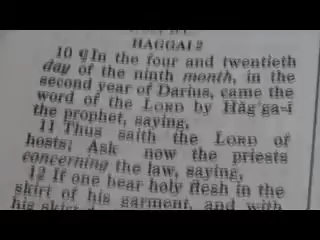 HAGGAI 2
10 ¶ In the four and twentieth
day of the ninth month, in the
second year of Darius, came the
word of the LORD by Hăg′ga-i
the prophet, saying,
11 Thus saith the LORD of
hosts; Ask now the priests
concerning the law, saying,
12 If one bear holy flesh in the
skirt of his garment, and with
his skirt